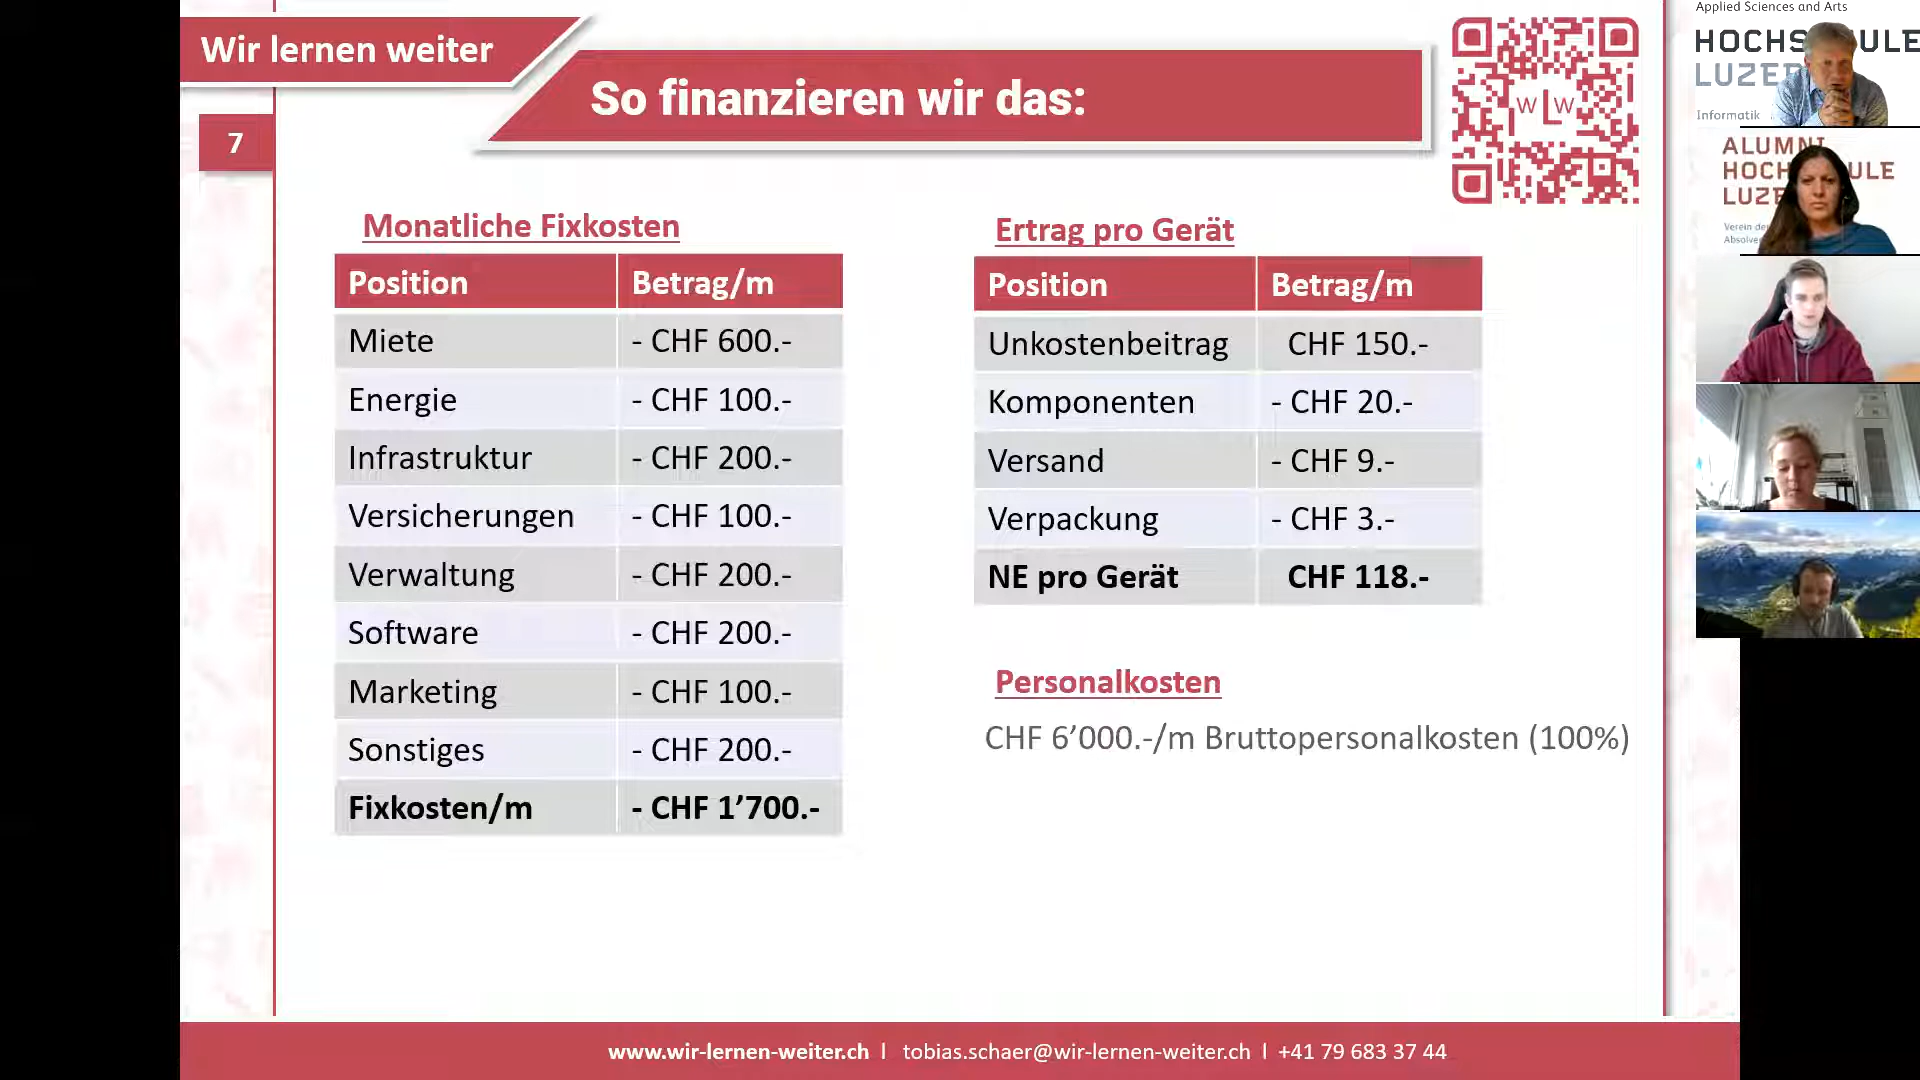 Wir lernen weiter
So finanzieren wir das:
7
W L W
Monatliche Fixkosten
Position Betrag/m
Miete - CHF 600.-
Energie - CHF 100.-
Infrastruktur - CHF 200.-
Versicherungen - CHF 100.-
Verwaltung - CHF 200.-
Software - CHF 200.-
Marketing - CHF 100.-
Sonstiges - CHF 200.-
Fixkosten/m - CHF 1’700.-
Ertrag pro Gerät
Position Betrag/m
Unkostenbeitrag CHF 150.-
Komponenten - CHF 20.-
Versand - CHF 9.-
Verpackung - CHF 3.-
NE pro Gerät CHF 118.-
Personalkosten
CHF 6’000.-/m Bruttopersonalkosten (100%)
www.wir-lernen-weiter.ch | tobias.schaer@wir-lernen-weiter.ch | +41 79 683 37 44
Applied Sciences and Arts
Informatik
ALUMNI